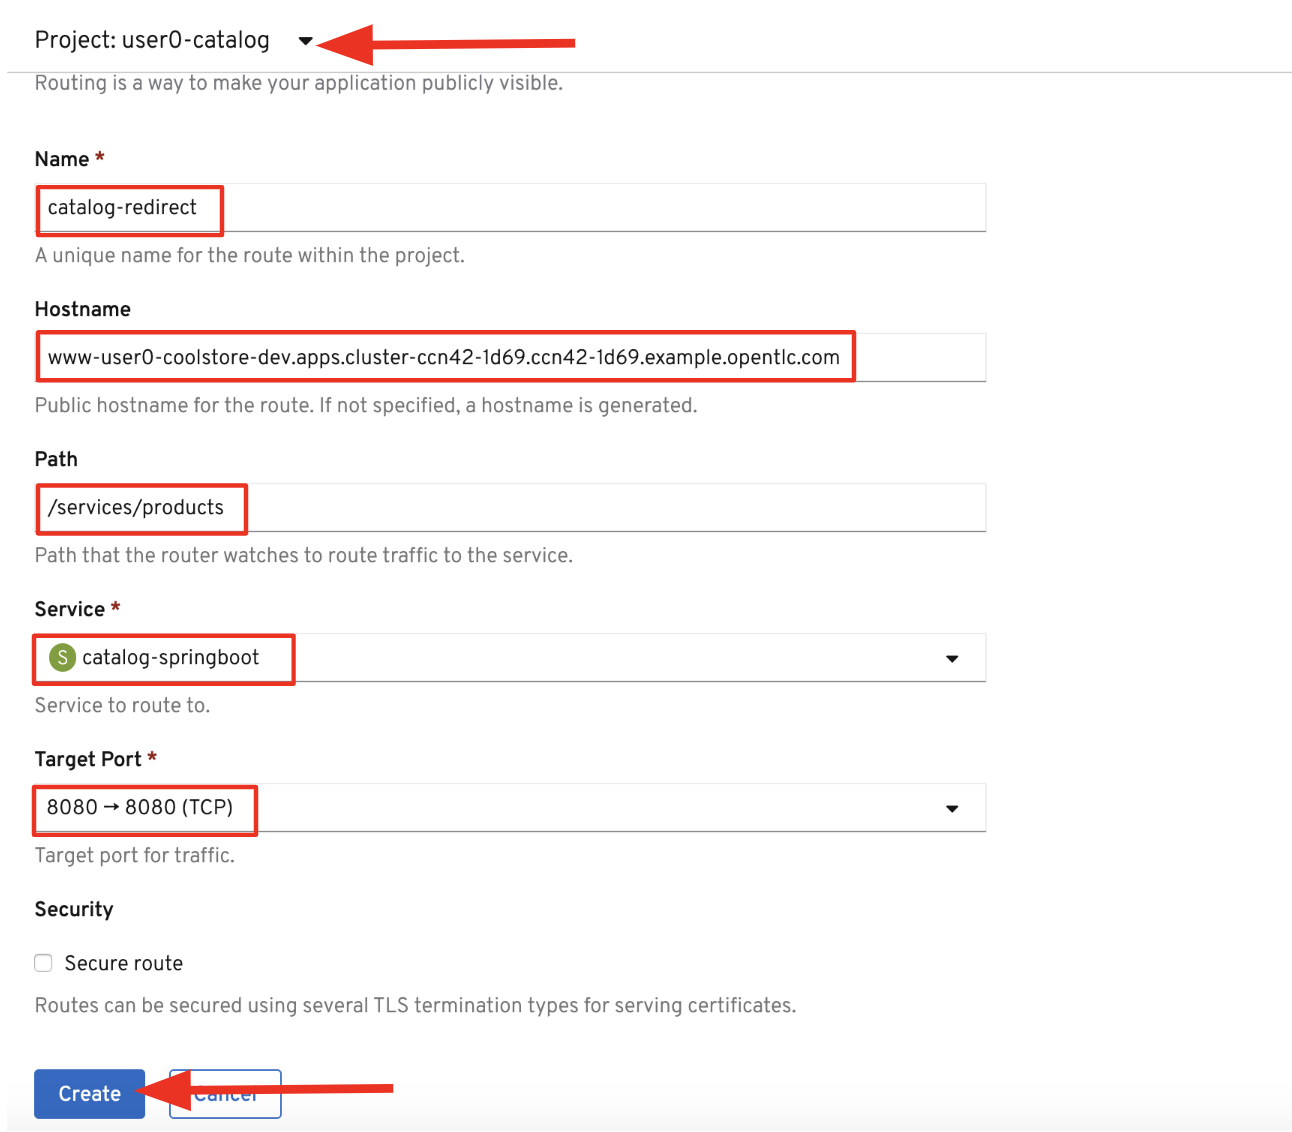 Project: user0-catalog
Routing is a way to make your application publicly visible.
Name *
catalog-redirect
A unique name for the route within the project.
Hostname
www-user0-coolstore-dev.apps.cluster-ccn42-1d69.ccn42-1d69.example.opentlc.com
Public hostname for the route. If not specified, a hostname is generated.
Path
/services/products
Path that the router watches to route traffic to the service.
Service *
S catalog-springboot
Service to route to.
Target Port *
8080 → 8080 (TCP)
Target port for traffic.
Security
Secure route
Routes can be secured using several TLS termination types for serving certificates.
Create Cancel